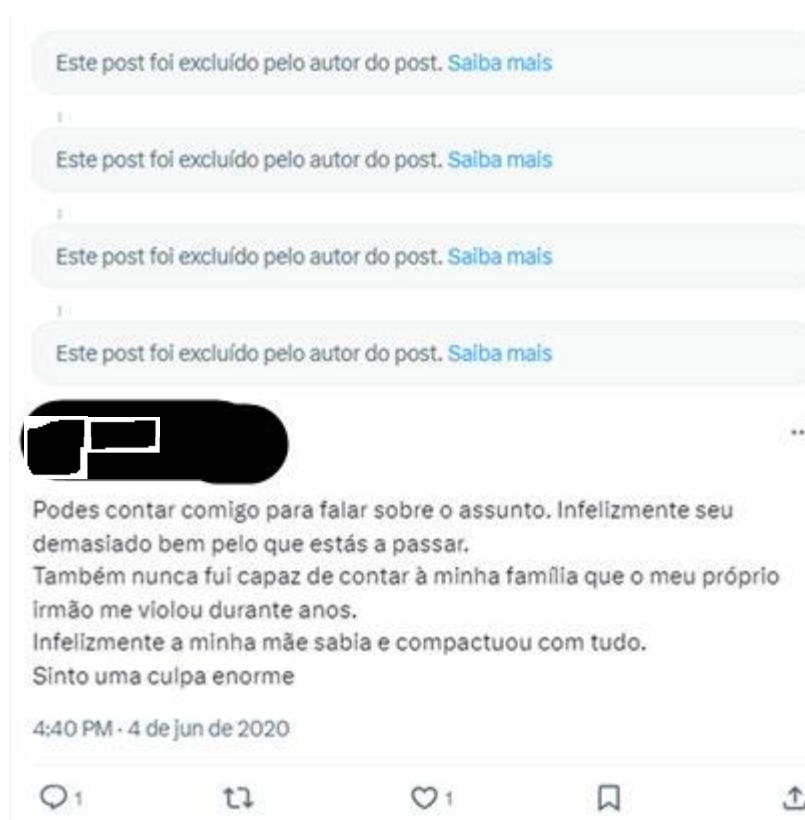 Este post foi excluído pelo autor do post. Saiba mais
Este post foi excluído pelo autor do post. Saiba mais
Este post foi excluído pelo autor do post. Saiba mais
Este post foi excluído pelo autor do post. Saiba mais
Podes contar comigo para falar sobre o assunto. Infelizmente seu
demasiado bem pelo que estás a passar.
Também nunca fui capaz de contar à minha família que o meu próprio
irmão me violou durante anos.
Infelizmente a minha mãe sabia e compactuou com tudo.
Sinto uma culpa enorme
4:40 PM · 4 de jun de 2020
1 1